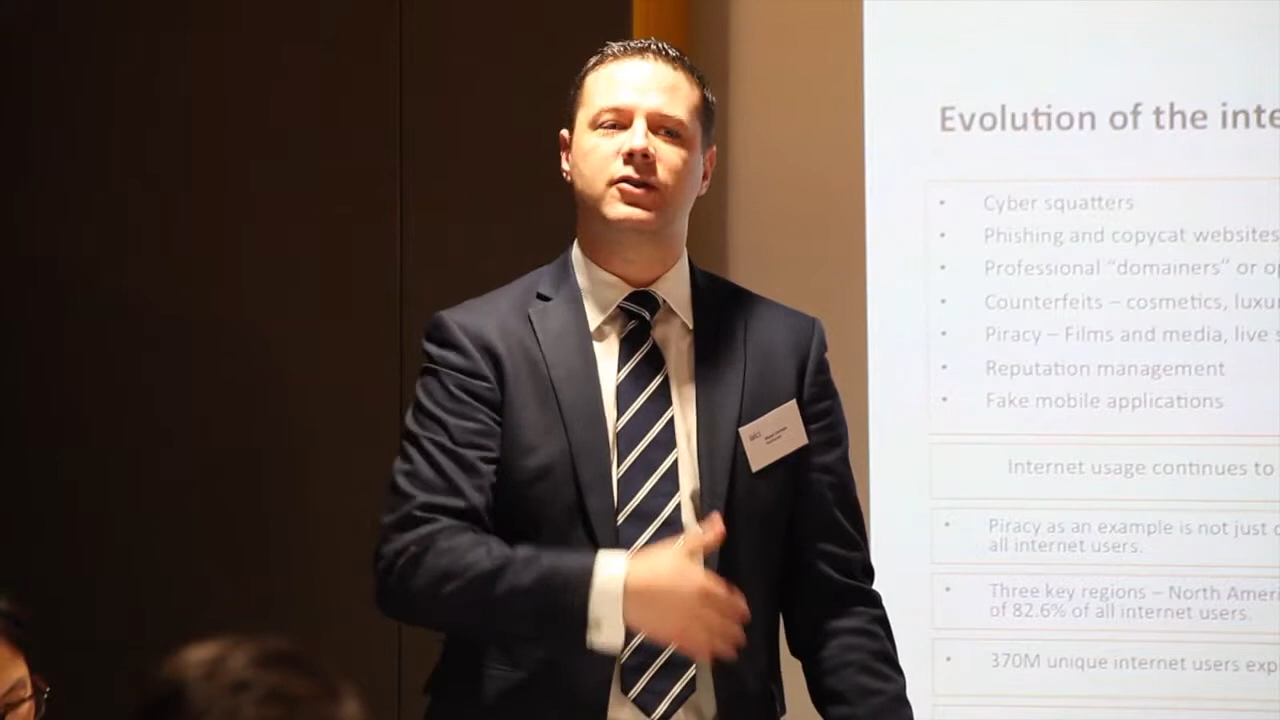 Evolution of the inte
• Cyber squatters
• Phishing and copycat websites
• Professional “domainers” or op
• Counterfeits – cosmetics, luxu
• Piracy – Films and media, live s
• Reputation management
• Fake mobile applications
Internet usage continues to
• Piracy as an example is not just o
all internet users.
• Three key regions – North Ameri
of 82.6% of all internet users.
• 370M unique internet users exp